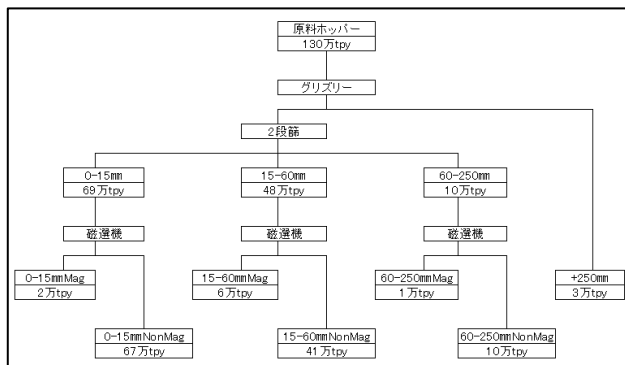 原料ホッパー
130万tpy
グリズリー
2段篩
0-15mm
69万tpy
15-60mm
48万tpy
60-250mm
10万tpy
磁選機
磁選機
磁選機
0-15mmMag
2万tpy
15-60mmMag
6万tpy
60-250mmMag
1万tpy
+250mm
3万tpy
0-15mmNonMag
67万tpy
15-60mmNonMag
41万tpy
60-250mmNonMag
10万tpy